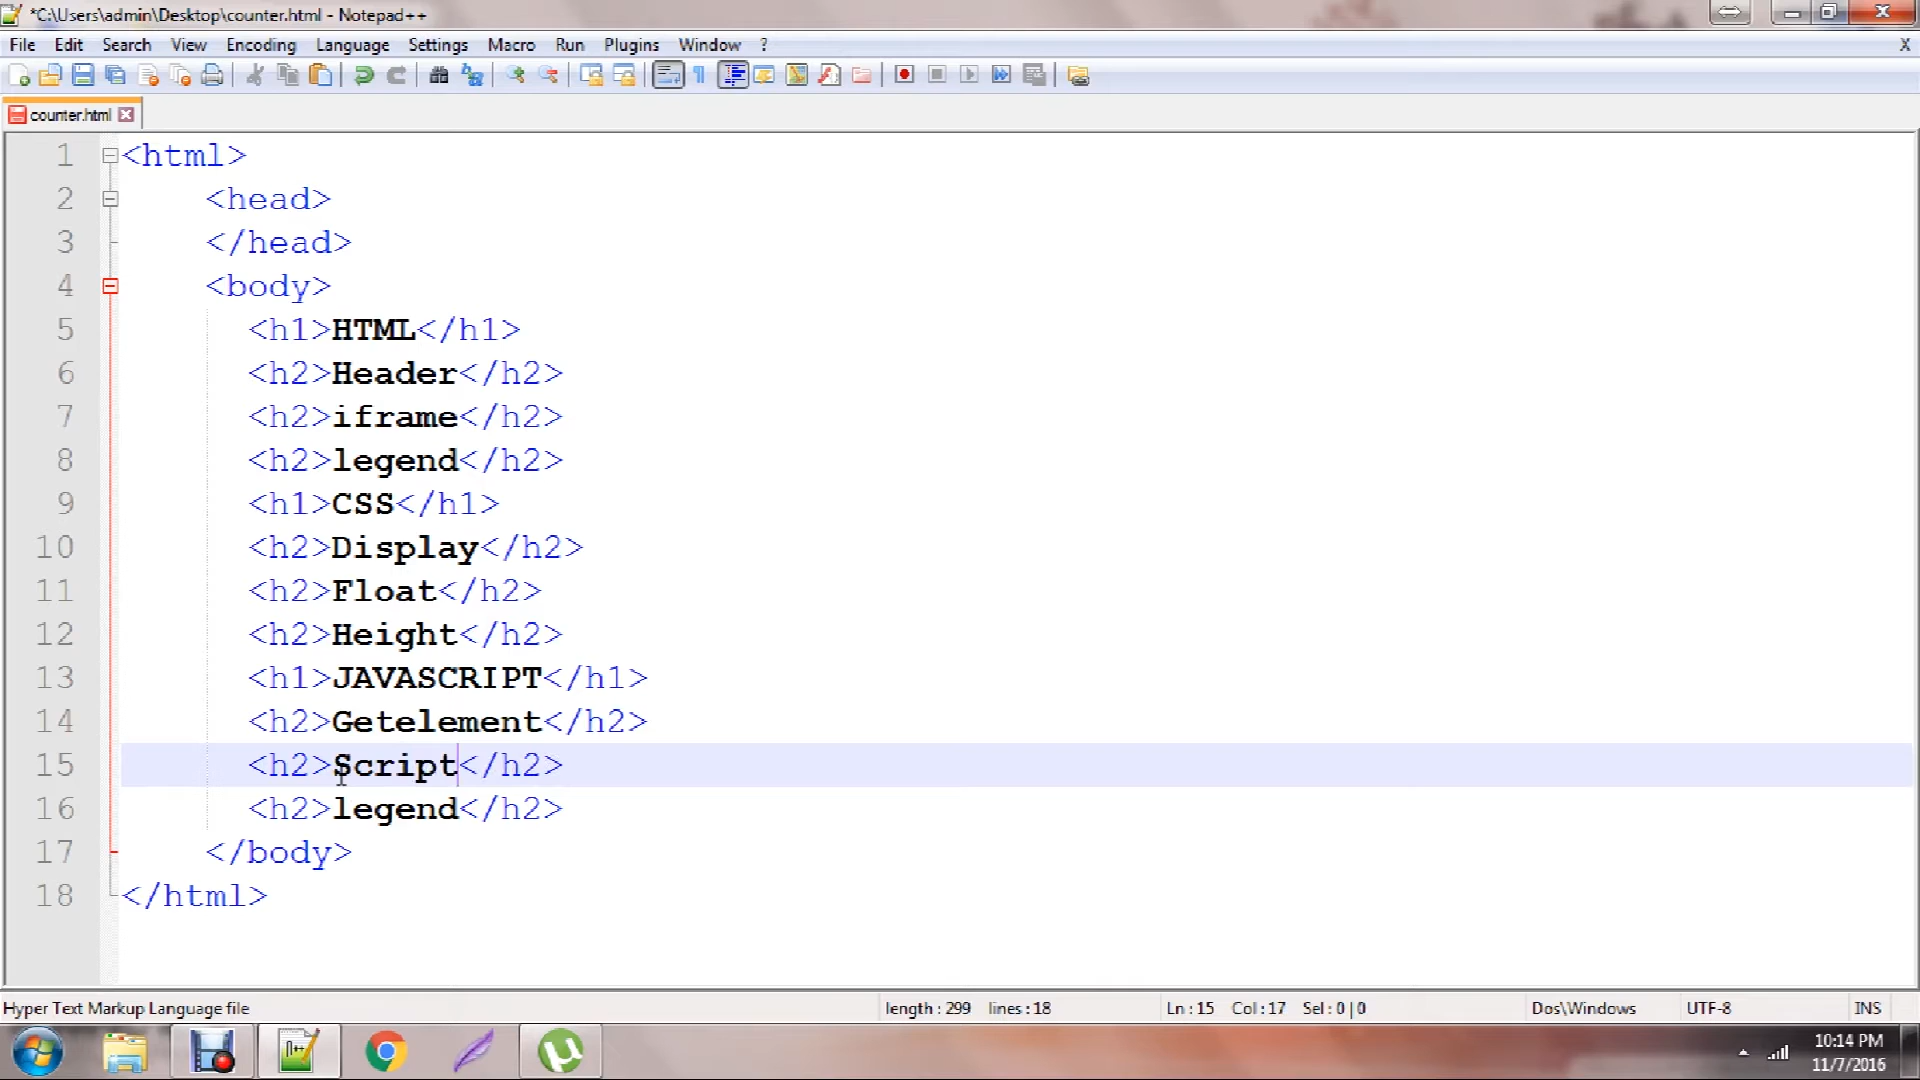 *C:\Users\admin\Desktop\counter.html - Notepad++
File Edit Search View Encoding Language Settings Macro Run Plugins Window ? X
counter.html
1 <html>
2 <head>
3 </head>
4 <body>
5 <h1>HTML</h1>
6 <h2>Header</h2>
7 <h2>iframe</h2>
8 <h2>legend</h2>
9 <h1>CSS</h1>
10 <h2>Display</h2>
11 <h2>Float</h2>
12 <h2>Height</h2>
13 <h1>JAVASCRIPT</h1>
14 <h2>Getelement</h2>
15 <h2>Script</h2>
16 <h2>legend</h2>
17 </body>
18 </html>
Hyper Text Markup Language file length : 299 lines : 18 Ln : 15 Col : 17 Sel : 0 | 0 Dos\Windows UTF-8 INS
10:14 PM
11/7/2016